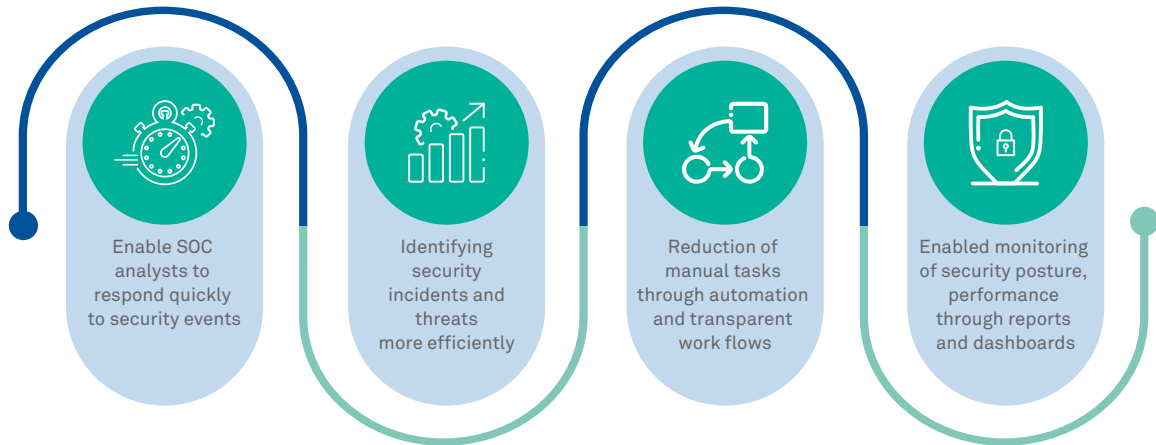 Enable SOC
analysts to
respond quickly
to security events
Identifying
security
incidents and
threats
more efficiently
Reduction of
manual tasks
through automation
and transparent
work flows
Enabled monitoring
of security posture,
performance
through reports
and dashboards